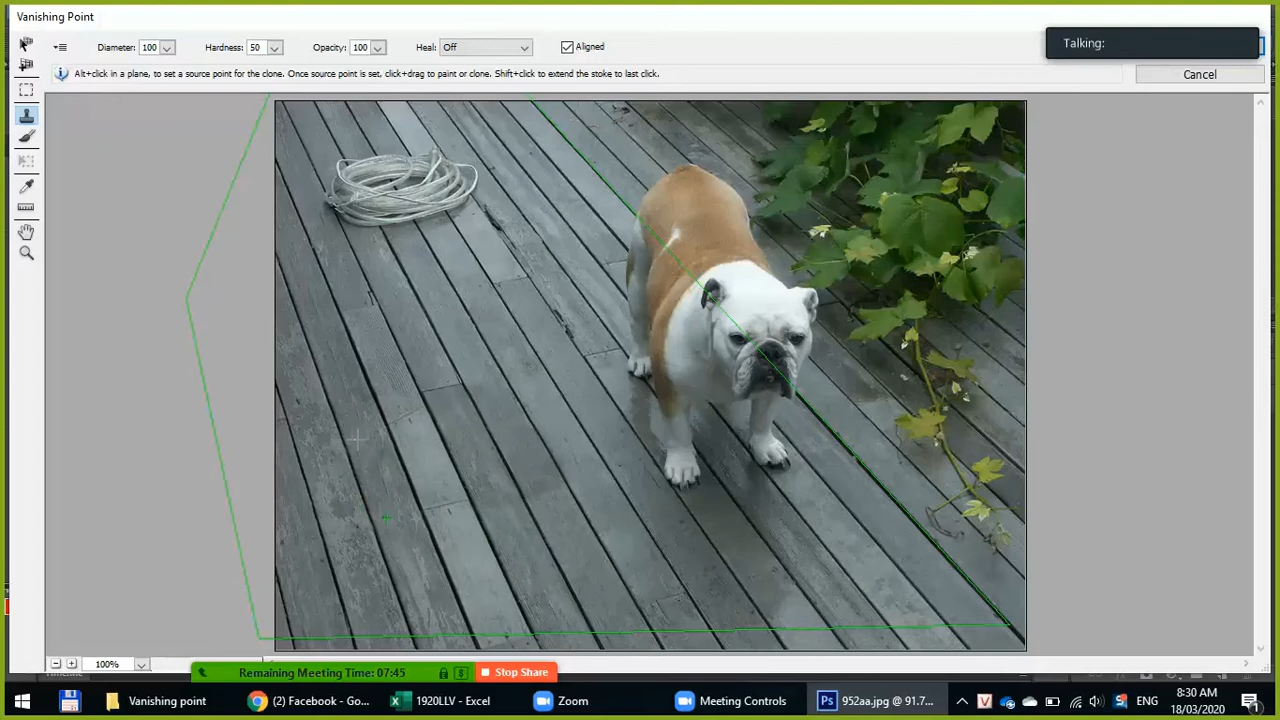 Vanishing Point
Diameter: 100 Hardness: 50 Opacity: 100 Heal: Off Aligned
Talking:
Alt+click in a plane, to set a source point for the clone. Once source point is set, click+drag to paint or clone. Shift+click to extend the stoke to last click.
Cancel
100%
Remaining Meeting Time: 07:45
Stop Share
Vanishing point
(2) Facebook - Go...
1920LLV - Excel
Zoom
Meeting Controls
952aa.jpg @ 91.7...
ENG
8:30 AM
18/03/2020